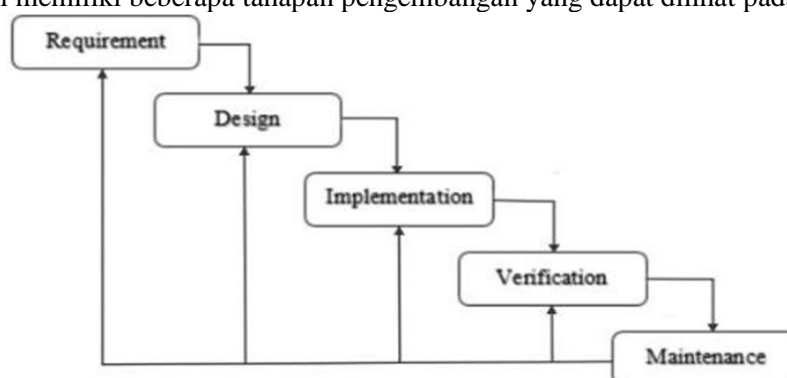 memiliki beberapa tahapan pengembangan yang dapat dilihat pada
Requirement
Design
Implementation
Verification
Maintenance